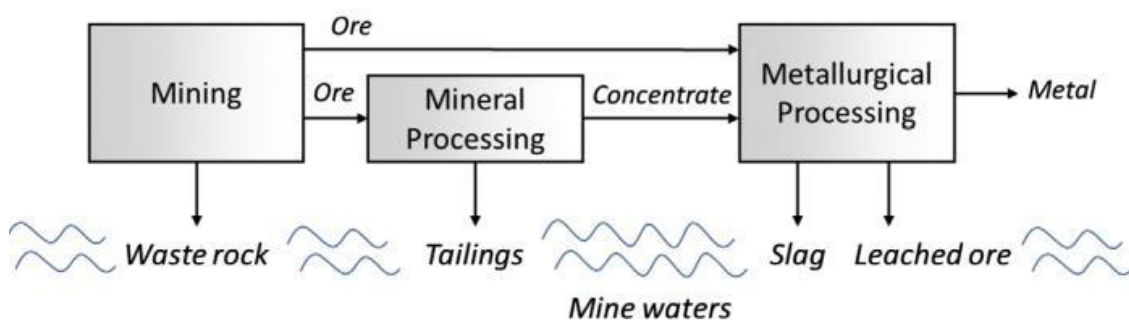 Ore
Mining
Ore
Mineral
Processing
Concentrate
Metallurgical
Processing
Metal
Waste rock
Tailings
Slag
Leached ore
Mine waters